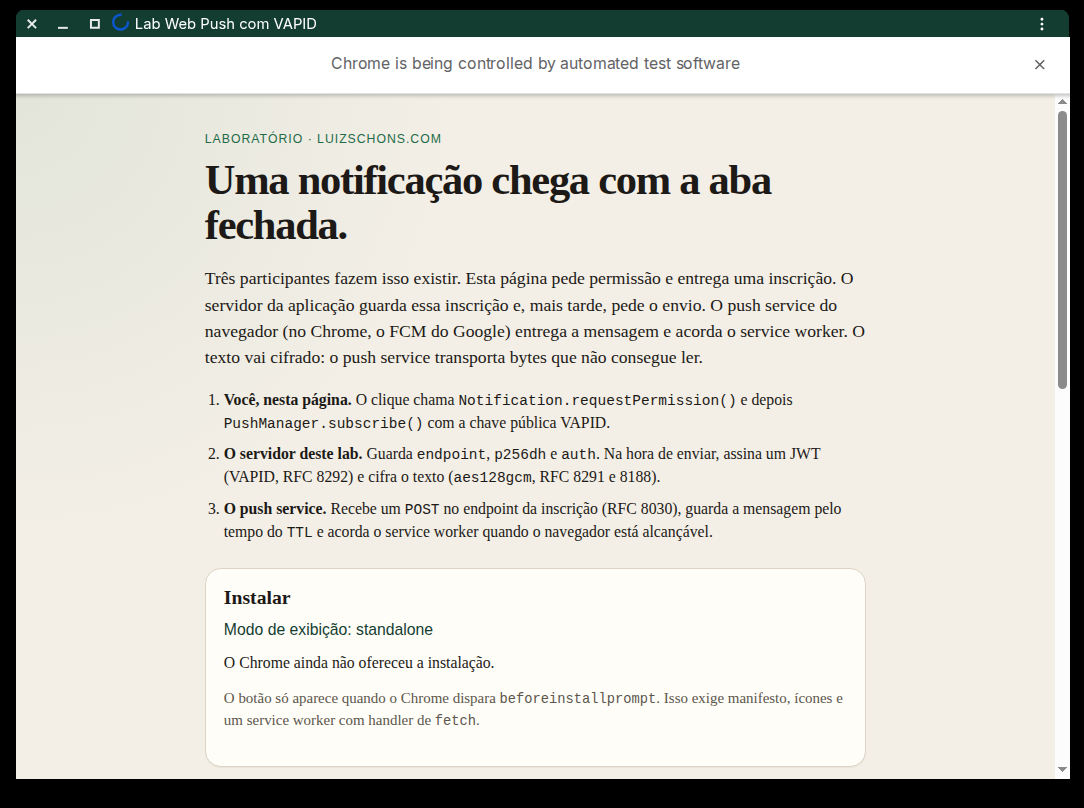 Lab Web Push com VAPID
Chrome is being controlled by automated test software
LABORATÓRIO · LUIZSCHONS.COM
Uma notificação chega com a aba
fechada.
Três participantes fazem isso existir. Esta página pede permissão e entrega uma inscrição. O
servidor da aplicação guarda essa inscrição e, mais tarde, pede o envio. O push service do
navegador (no Chrome, o FCM do Google) entrega a mensagem e acorda o service worker. O
texto vai cifrado: o push service transporta bytes que não consegue ler.
1. Você, nesta página. O clique chama Notification.requestPermission() e depois
PushManager.subscribe() com a chave pública VAPID.
2. O servidor deste lab. Guarda endpoint, p256dh e auth. Na hora de enviar, assina um JWT
(VAPID, RFC 8292) e cifra o texto (aes128gcm, RFC 8291 e 8188).
3. O push service. Recebe um POST no endpoint da inscrição (RFC 8030), guarda a mensagem pelo
tempo do TTL e acorda o service worker quando o navegador está alcançável.
Instalar
Modo de exibição: standalone
O Chrome ainda não ofereceu a instalação.
O botão só aparece quando o Chrome dispara beforeinstallprompt. Isso exige manifesto, ícones e
um service worker com handler de fetch.